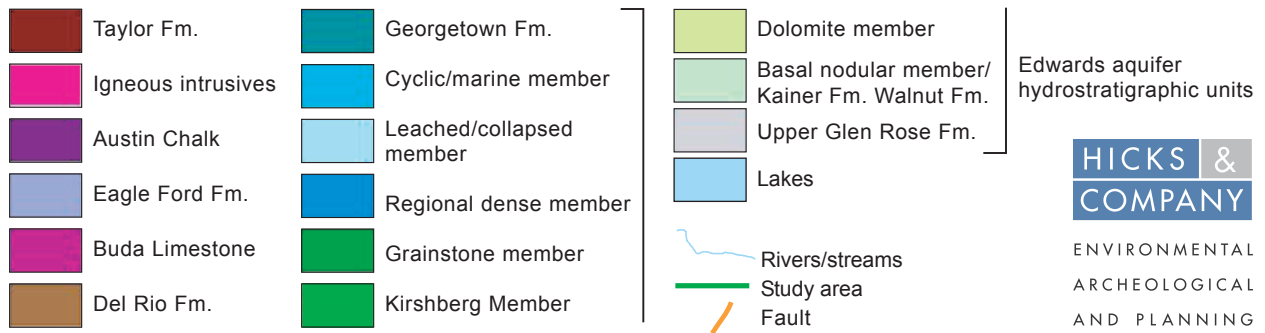 Taylor Fm.
Igneous intrusives
Austin Chalk
Eagle Ford Fm.
Buda Limestone
Del Rio Fm.
Georgetown Fm.
Cyclic/marine member
Leached/collapsed
member
Regional dense member
Grainstone member
Kirshberg Member
Dolomite member
Basal nodular member/
Kainer Fm. Walnut Fm.
Upper Glen Rose Fm.
Lakes
Rivers/streams
Study area
Fault
Edwards aquifer
hydrostratigraphic units
HICKS &
COMPANY
ENVIRONMENTAL
ARCHEOLOGICAL
AND PLANNING